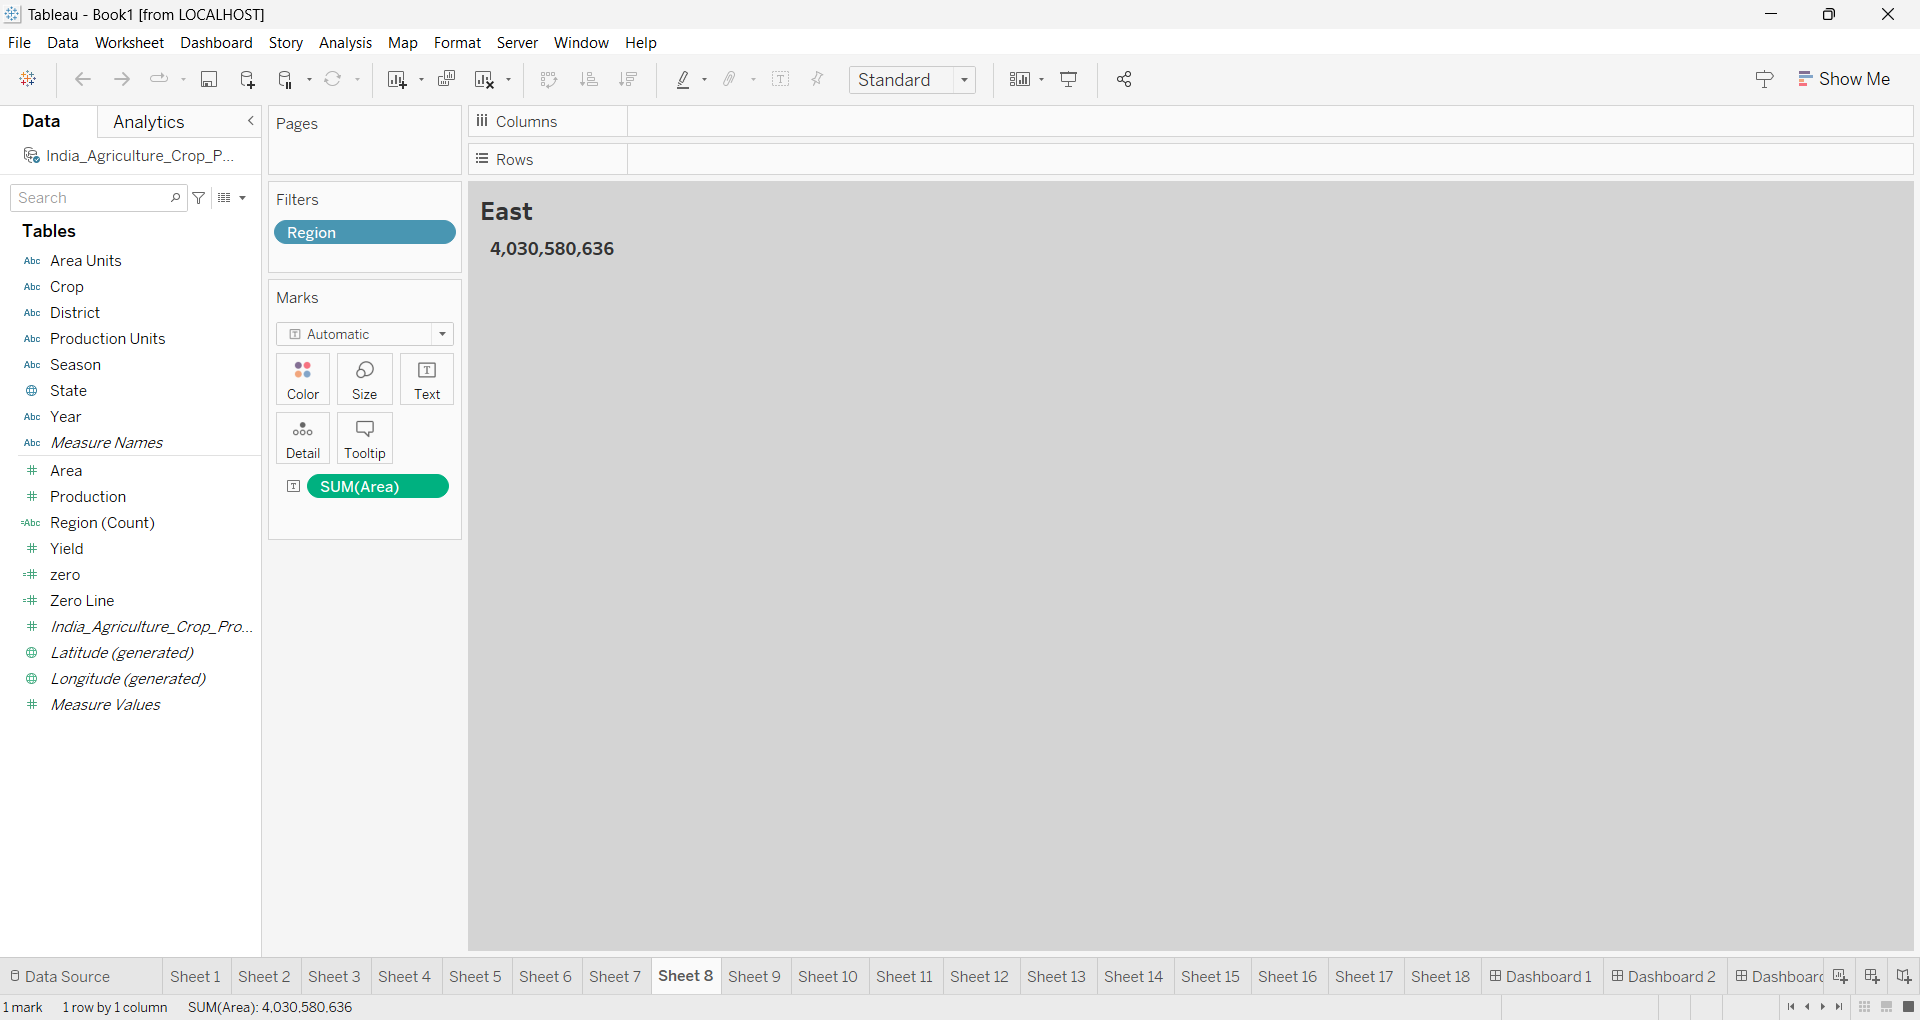 Tableau - Book1 [from LOCALHOST]
File Data Worksheet Dashboard Story Analysis Map Format Server Window Help
Standard
Show Me
Data Analytics
India_Agriculture_Crop_P...
Search
Tables
Abc Area Units
Abc Crop
Abc District
Abc Production Units
Abc Season
State
Abc Year
Abc Measure Names
# Area
# Production
=Abc Region (Count)
# Yield
=# zero
=# Zero Line
# India_Agriculture_Crop_Pro...
Latitude (generated)
Longitude (generated)
# Measure Values
Pages
Filters
Region
Marks
T Automatic
Color Size T Text
Detail Tooltip
T SUM(Area)
Columns
Rows
East
4,030,580,636
Data Source Sheet 1 Sheet 2 Sheet 3 Sheet 4 Sheet 5 Sheet 6 Sheet 7 Sheet 8 Sheet 9 Sheet 10 Sheet 11 Sheet 12 Sheet 13 Sheet 14 Sheet 15 Sheet 16 Sheet 17 Sheet 18 Dashboard 1 Dashboard 2 Dashboard
1 mark 1 row by 1 column SUM(Area): 4,030,580,636